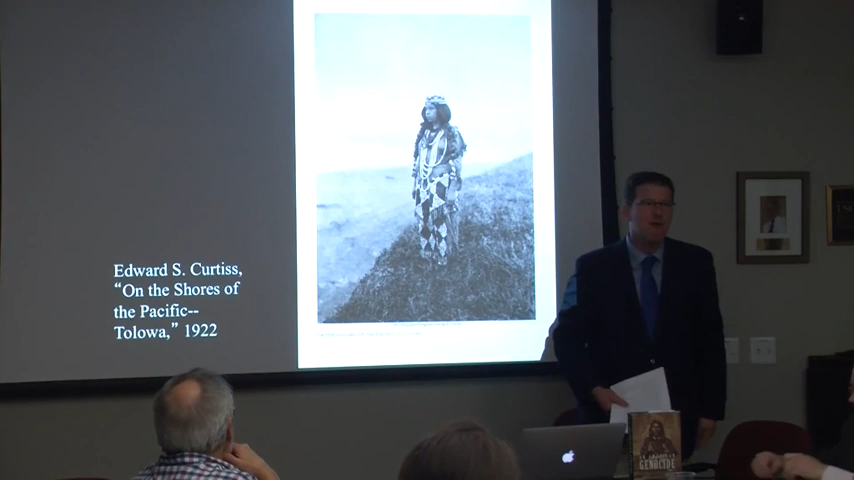 Edward S. Curtiss,
“On the Shores of
the Pacific--
Tolowa,” 1922
GENOCIDE